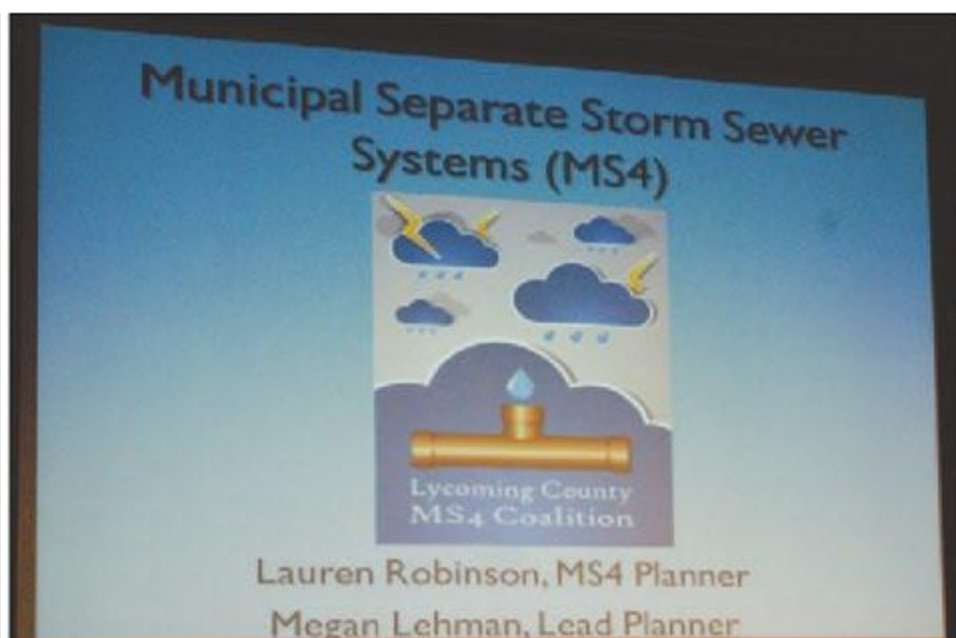 Municipal Separate Storm Sewer
Systems (MS4)
Lycoming County
MS4 Coalition
Lauren Robinson, MS4 Planner
Megan Lehman, Lead Planner